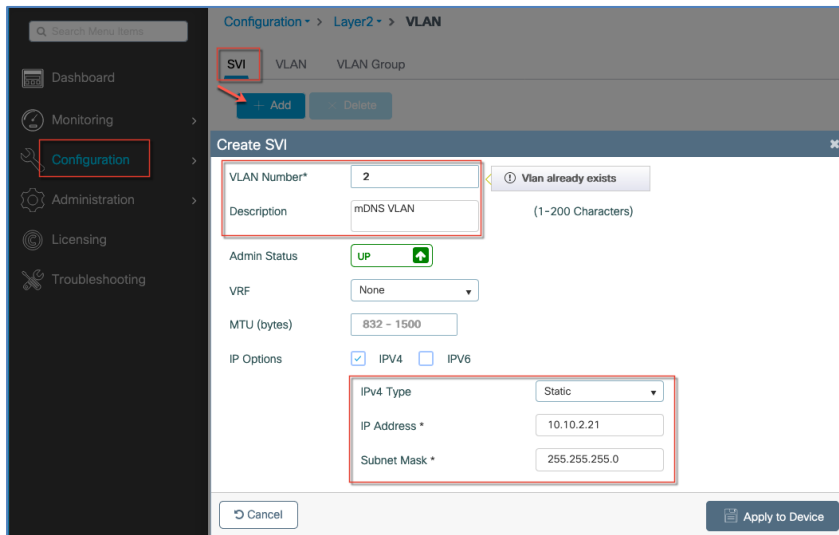 Search Menu Items
Dashboard
Monitoring
Configuration
Administration
Licensing
Troubleshooting
Configuration > Layer2 > VLAN
SVI VLAN VLAN Group
+ Add × Delete
Create SVI
VLAN Number* 2 Vlan already exists
Description mDNS VLAN (1-200 Characters)
Admin Status UP
VRF None
MTU (bytes) 832 - 1500
IP Options IPV4 IPV6
IPv4 Type Static
IP Address * 10.10.2.21
Subnet Mask * 255.255.255.0
Cancel Apply to Device